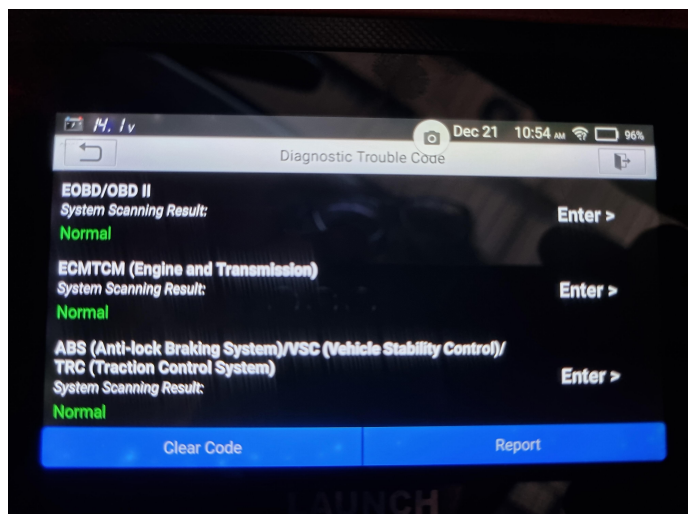 14.1v
Dec 21 10:54 AM 96%
Diagnostic Trouble Code
EOBD/OBD II
System Scanning Result:
Enter >
Normal
ECMTCM (Engine and Transmission)
System Scanning Result:
Enter >
Normal
ABS (Anti-lock Braking System)/VSC (Vehicle Stability Control)/
TRC (Traction Control System)
Enter >
System Scanning Result:
Normal
Clear Code Report
LAUNCH